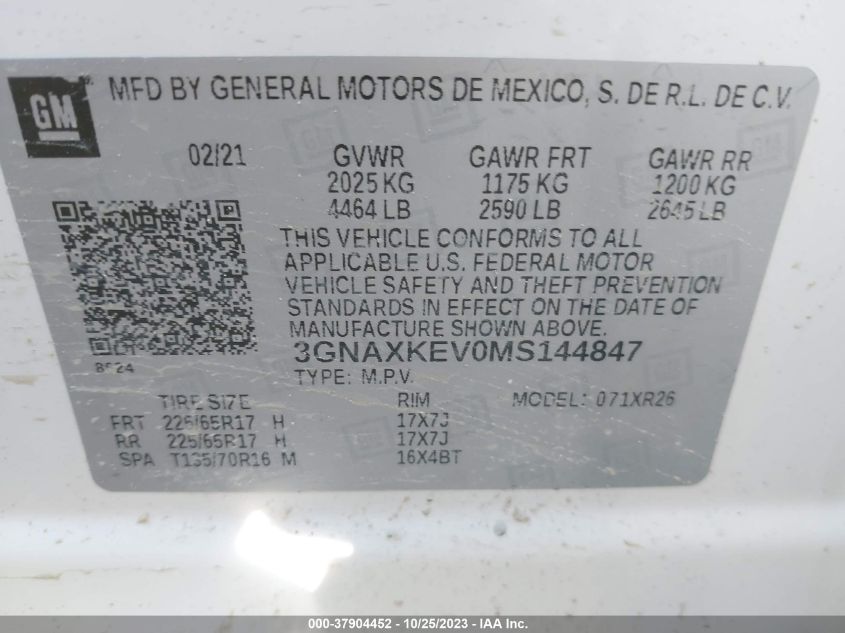 GM MFD BY GENERAL MOTORS DE MEXICO, S. DE R.L. DE C.V.
02/21 GVWR GAWR FRT GAWR RR
2025 KG 1175 KG 1200 KG
4464 LB 2590 LB 2645 LB
THIS VEHICLE CONFORMS TO ALL
APPLICABLE U.S. FEDERAL MOTOR
VEHICLE SAFETY AND THEFT PREVENTION
STANDARDS IN EFFECT ON THE DATE OF
MANUFACTURE SHOWN ABOVE.
3GNAXKEV0MS144847
TYPE: M.P.V.
TIRE SIZE RIM MODEL: 071XR26
FRT 225/65R17 H 17X7J
RR 225/65R17 H 17X7J
SPA T135/70R16 M 16X4BT
000-37904452 - 10/25/2023 - IAA Inc.